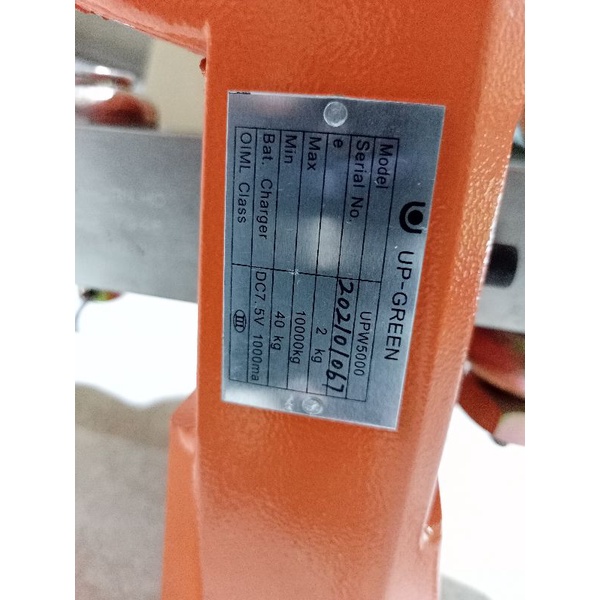 UP-GREEN
Model UPW5000
Serial No. 202101067
e 2 kg
Max 10000kg
Min 40 kg
Bat. Charger DC7.5V 1000ma
OIML Class III